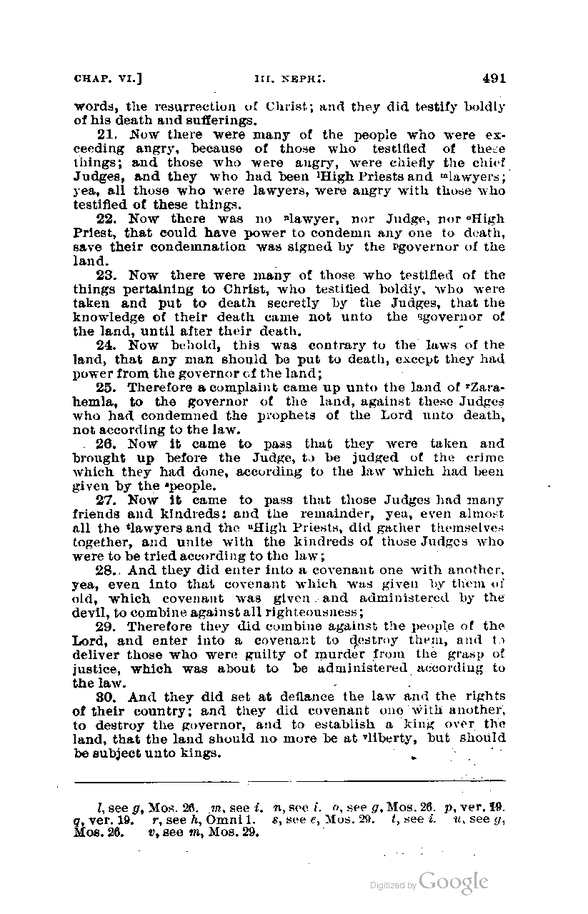 CHAP. VI.] III. NEPHI. 491
words, the resurrection of Christ; and they did testify boldly
of his death and sufferings.
21. Now there were many of the people who were ex-
ceeding angry, because of those who testified of these
things; and those who were angry, were chiefly the chief
Judges, and they who had been ˡHigh Priests and ᵐlawyers;
yea, all those who were lawyers, were angry with those who
testified of these things.
22. Now there was no ⁿlawyer, nor Judge, nor ᵒHigh
Priest, that could have power to condemn any one to death,
save their condemnation was signed by the ᵖgovernor of the
land.
23. Now there were many of those who testified of the
things pertaining to Christ, who testified boldly, who were
taken and put to death secretly by the Judges, that the
knowledge of their death came not unto the qgovernor of
the land, until after their death.
24. Now behold, this was contrary to the laws of the
land, that any man should be put to death, except they had
power from the governor of the land;
25. Therefore a complaint came up unto the land of ʳZara-
hemla, to the governor of the land, against these Judges
who had condemned the prophets of the Lord unto death,
not according to the law.
26. Now it came to pass that they were taken and
brought up before the Judge, to be judged of the crime
which they had done, according to the law which had been
given by the ˢpeople.
27. Now it came to pass that those Judges had many
friends and kindreds; and the remainder, yea, even almost
all the ᵗlawyers and the ᵘHigh Priests, did gather themselves
together, and unite with the kindreds of those Judges who
were to be tried according to the law;
28. And they did enter into a covenant one with another,
yea, even into that covenant which was given by them of
old, which covenant was given and administered by the
devil, to combine against all righteousness;
29. Therefore they did combine against the people of the
Lord, and enter into a covenant to destroy them, and to
deliver those who were guilty of murder from the grasp of
justice, which was about to be administered according to
the law.
30. And they did set at defiance the law and the rights
of their country; and they did covenant one with another,
to destroy the governor, and to establish a king over the
land, that the land should no more be at ᵛliberty, but should
be subject unto kings.
l, see g, Mos. 26. m, see i. n, see i. o, see g, Mos. 26. p, ver. 19.
q, ver. 19. r, see h, Omni 1. s, see e, Mos. 29. t, see i. u, see g,
Mos. 26. v, see m, Mos. 29.
Digitized by Google